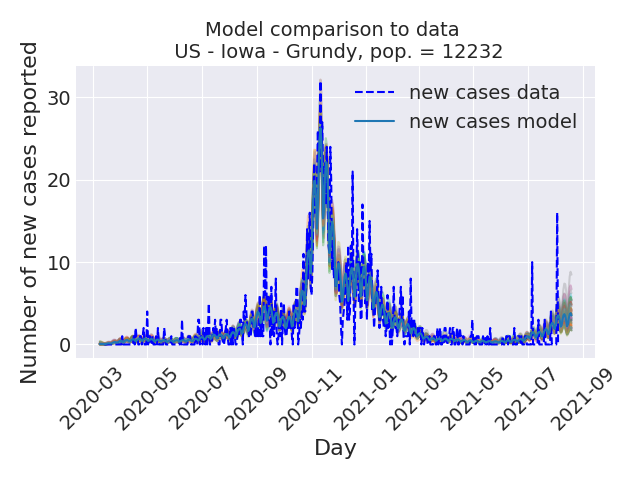 Model comparison to data
US - Iowa - Grundy, pop. = 12232
Number of new cases reported
30
20
10
0
new cases data
new cases model
2020-03
2020-05
2020-07
2020-09
2020-11
2021-01
2021-03
2021-05
2021-07
2021-09
Day